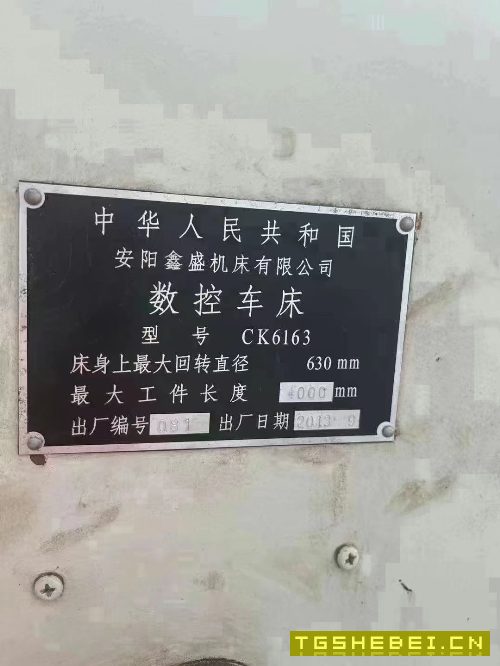 中华人民共和国
安阳鑫盛机床有限公司
数控车床
型号 CK6163
床身上最大回转直径 630 mm
最大工件长度 4000 mm
出厂编号 081 出厂日期 2013 9
TGSHEBEI.CN